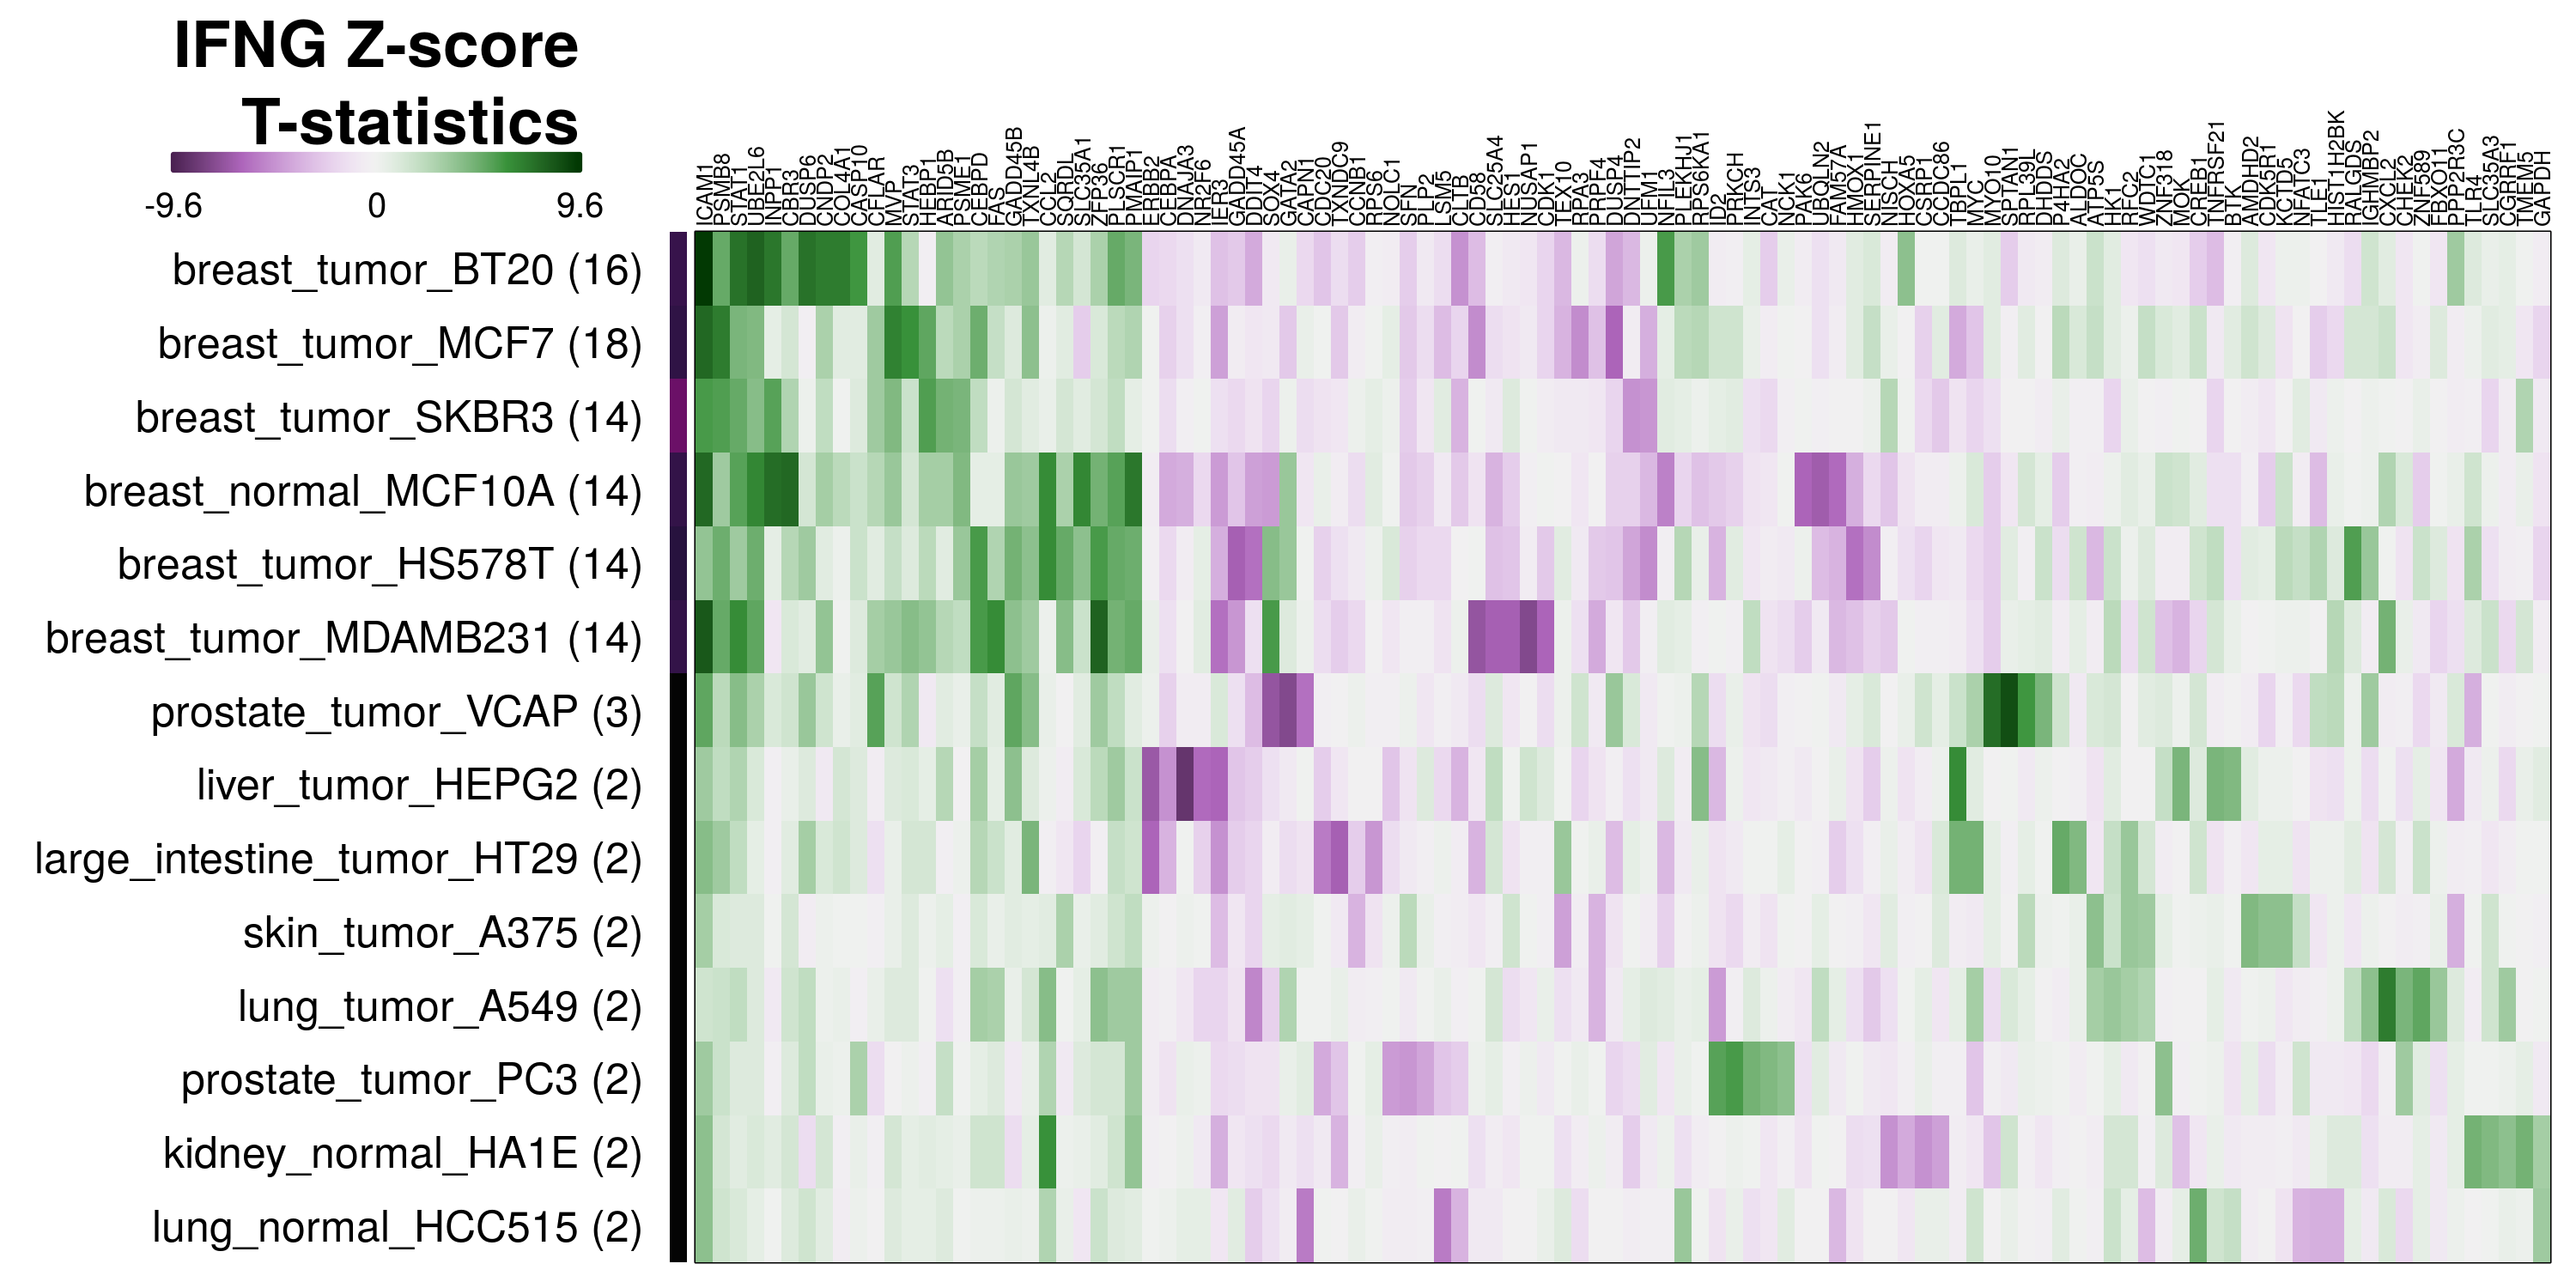 IFNG Z-score
T-statistics
-9.6 0 9.6
ICAM1
PSMB8
STAT1
UBE2L6
INPP1
CBR3
DUSP6
CNDP2
COL4A1
CASP10
CFLAR
MVP
STAT3
HEBP1
ARID5B
PSME1
CEBPD
FAS
GADD45B
TXNL4B
CCL2
SQRDL
SLC35A1
ZFP36
PLSCR1
PMAIP1
ERBB2
CEBPA
DNAJA3
NR2F6
IER3
GADD45A
DDIT4
SOX4
GATA2
CAPN1
CDC20
TXNDC9
CCNB1
RPS6
NOLC1
SFN
PLP2
LSM5
CLTB
CD58
SLC25A4
HES1
NUSAP1
CDK1
TEX10
RPA3
PRPF4
DUSP4
DNTTIP2
UFM1
NFIL3
PLEKHJ1
RPS6KA1
ID2
PRKCH
INTS3
CAT
NCK1
PAK6
UBQLN2
FAM57A
HMOX1
SERPINE1
NISCH
HOXA5
CSRP1
CCDC86
TBPL1
MYC
MYO10
SPTAN1
RPL39L
DHDDS
P4HA2
ALDOC
ATP5S
HK1
RFC2
WDTC1
ZNF318
MOK
CREB1
TNFRSF21
BTK
AMDHD2
CDK5R1
KCTD5
NFATC3
TLE1
HIST1H2BK
RALGDS
IGHMBP2
CXCL2
CHEK2
ZNF589
FBXO11
PPP2R3C
TLR4
SLC35A3
CGRRF1
TMEM5
GAPDH
breast_tumor_BT20 (16)
breast_tumor_MCF7 (18)
breast_tumor_SKBR3 (14)
breast_normal_MCF10A (14)
breast_tumor_HS578T (14)
breast_tumor_MDAMB231 (14)
prostate_tumor_VCAP (3)
liver_tumor_HEPG2 (2)
large_intestine_tumor_HT29 (2)
skin_tumor_A375 (2)
lung_tumor_A549 (2)
prostate_tumor_PC3 (2)
kidney_normal_HA1E (2)
lung_normal_HCC515 (2)